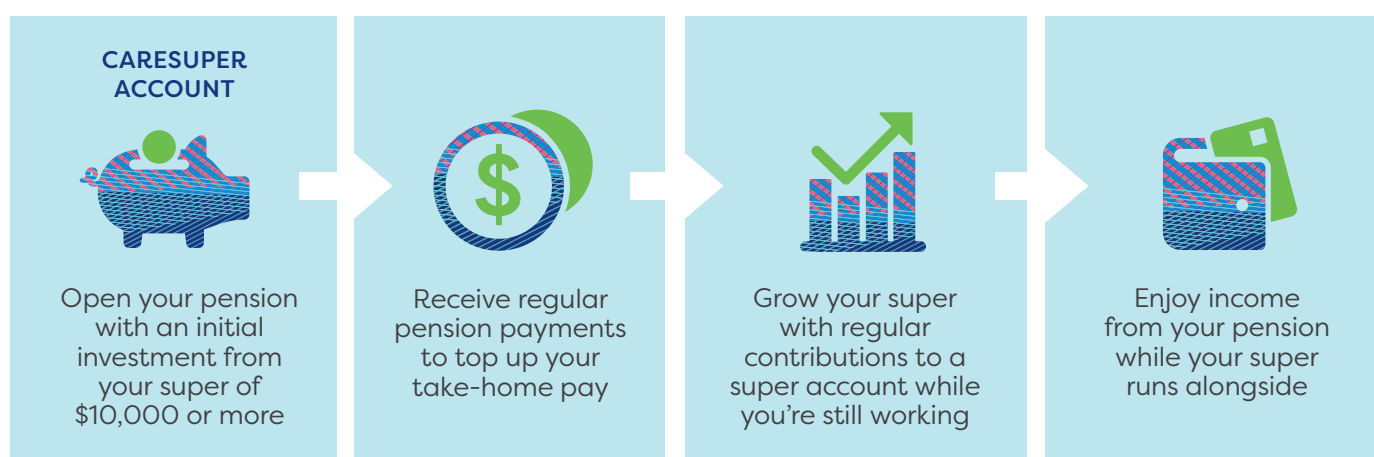 CARESUPER
ACCOUNT
$
Open your pension
with an initial
investment from
your super of
$10,000 or more
Receive regular
pension payments
to top up your
take-home pay
Grow your super
with regular
contributions to a
super account while
you're still working
Enjoy income
from your pension
while your super
runs alongside